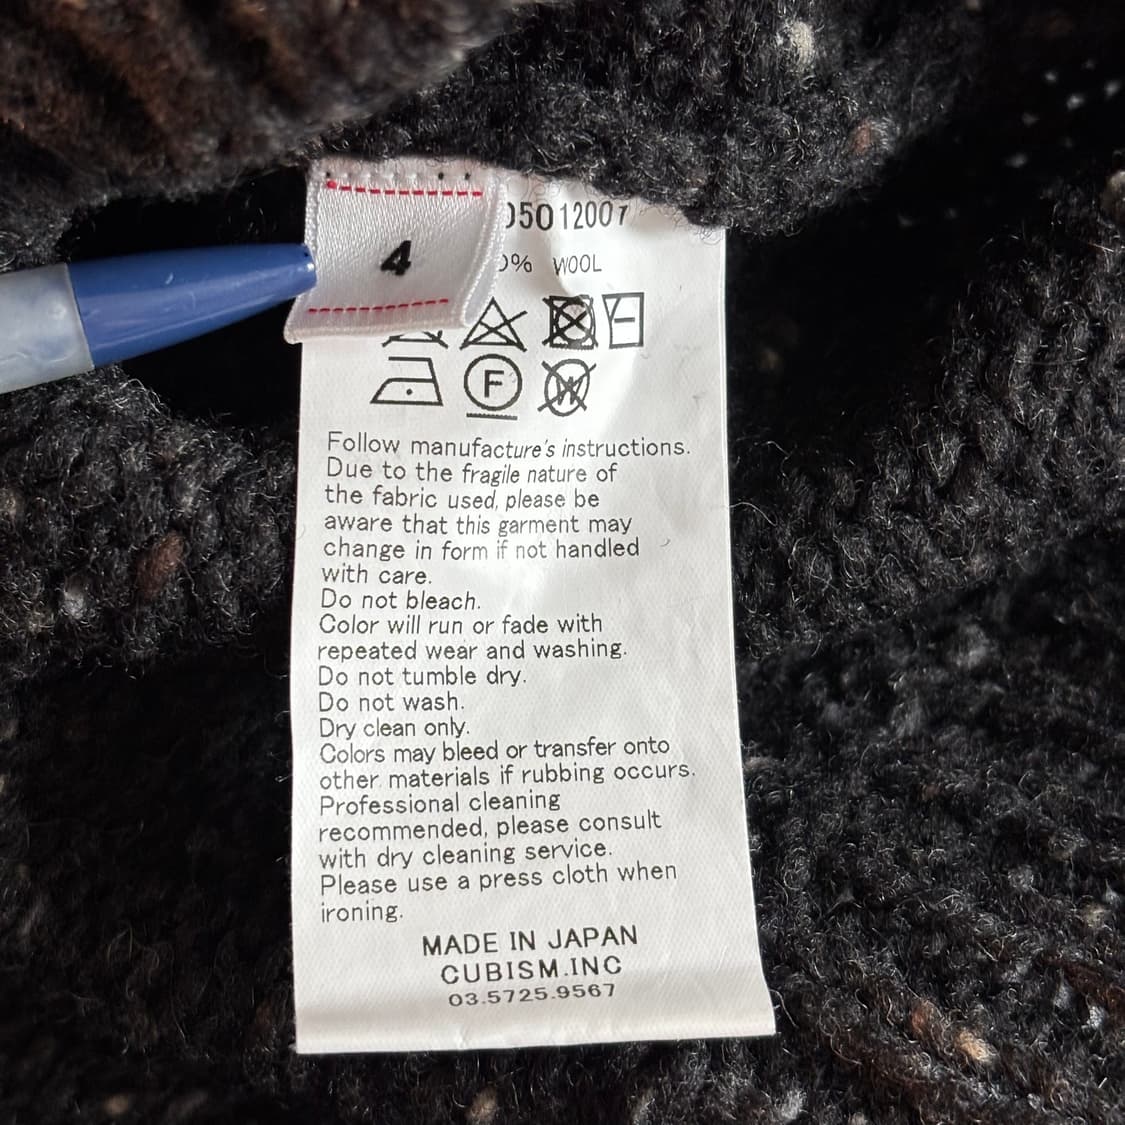 4
05012007
0% WOOL
F
W
Follow manufacture's instructions.
Due to the fragile nature of
the fabric used, please be
aware that this garment may
change in form if not handled
with care.
Do not bleach.
Color will run or fade with
repeated wear and washing.
Do not tumble dry.
Do not wash.
Dry clean only.
Colors may bleed or transfer onto
other materials if rubbing occurs.
Professional cleaning
recommended, please consult
with dry cleaning service.
Please use a press cloth when
ironing.
MADE IN JAPAN
CUBISM.INC
03.5725.9567